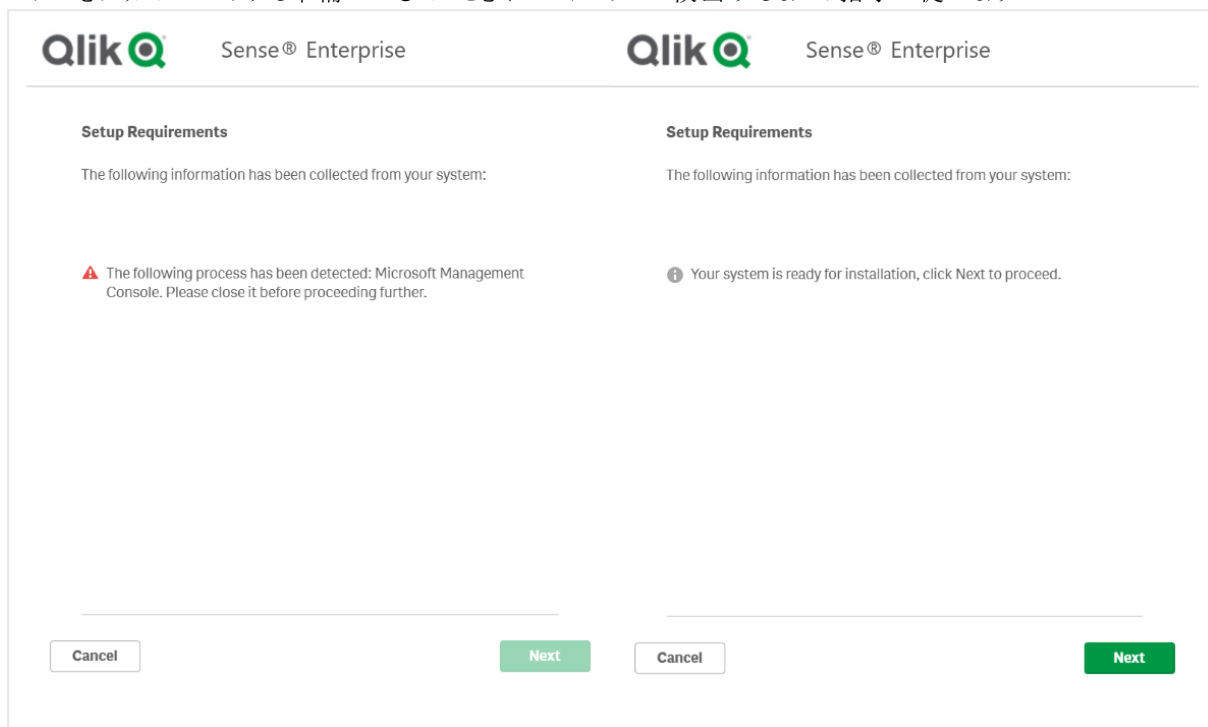 Qlik Sense® Enterprise
Setup Requirements
The following information has been collected from your system:
The following process has been detected: Microsoft Management
Console. Please close it before proceeding further.
Cancel
Next
Qlik Sense® Enterprise
Setup Requirements
The following information has been collected from your system:
Your system is ready for installation, click Next to proceed.
Cancel
Next